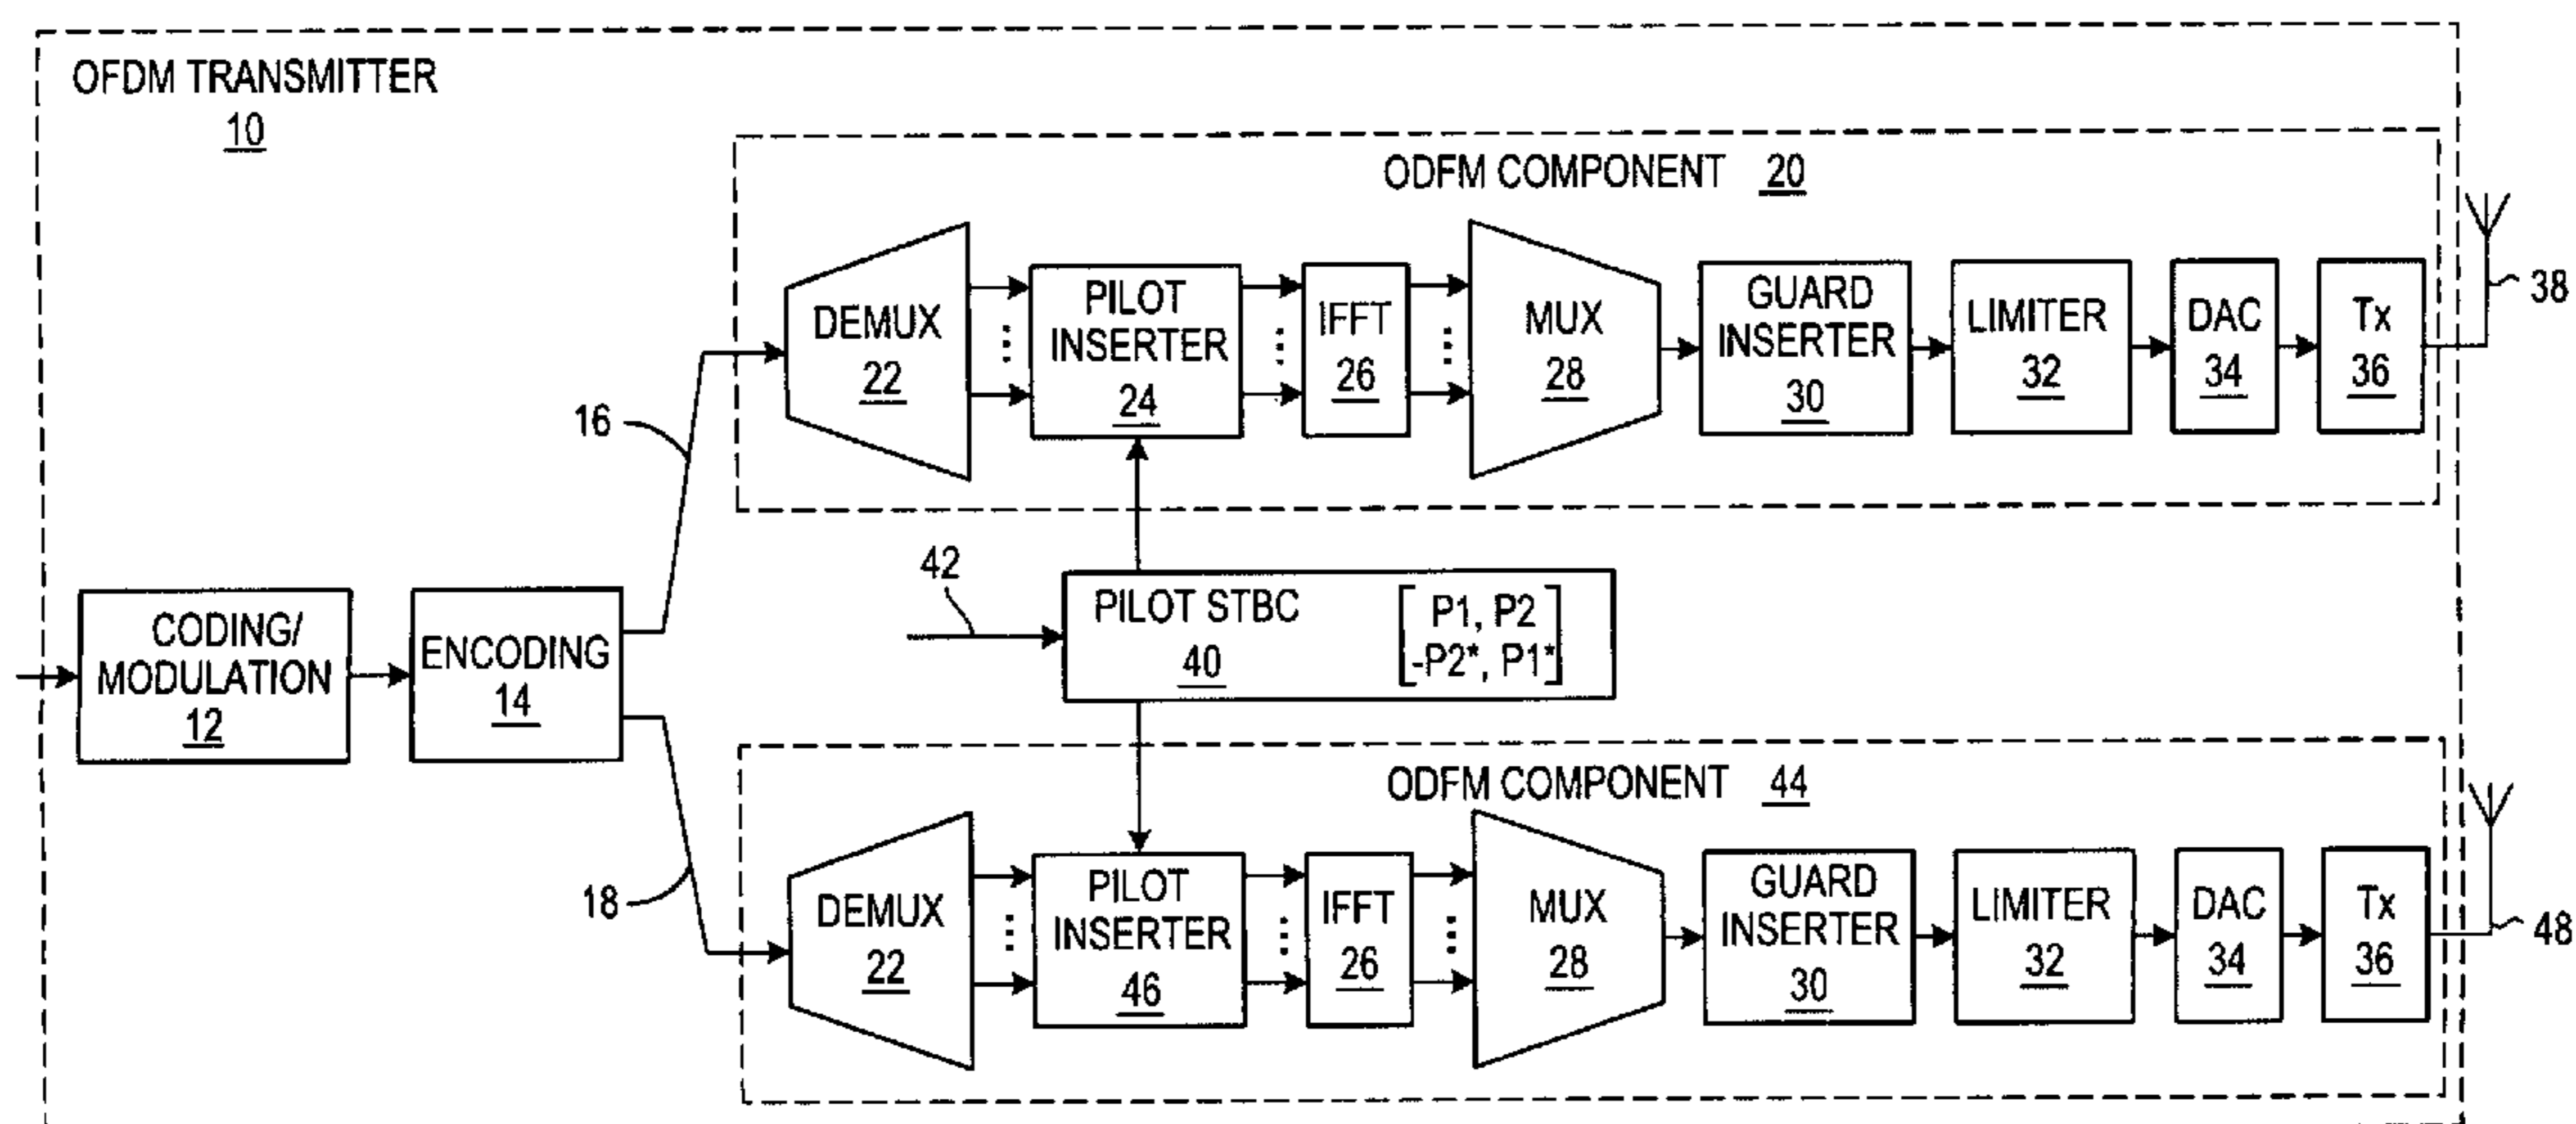 OFDM TRANSMITTER
10
ODFM COMPONENT 20
DEMUX
22
PILOT
INSERTER
24
IFFT
26
MUX
28
GUARD
INSERTER
30
LIMITER
32
DAC
34
Tx
36
38
16
42
CODING/
MODULATION
12
ENCODING
14
PILOT STBC
40
P1, P2
-P2*, P1*
18
ODFM COMPONENT 44
DEMUX
22
PILOT
INSERTER
46
IFFT
26
MUX
28
GUARD
INSERTER
30
LIMITER
32
DAC
34
Tx
36
48